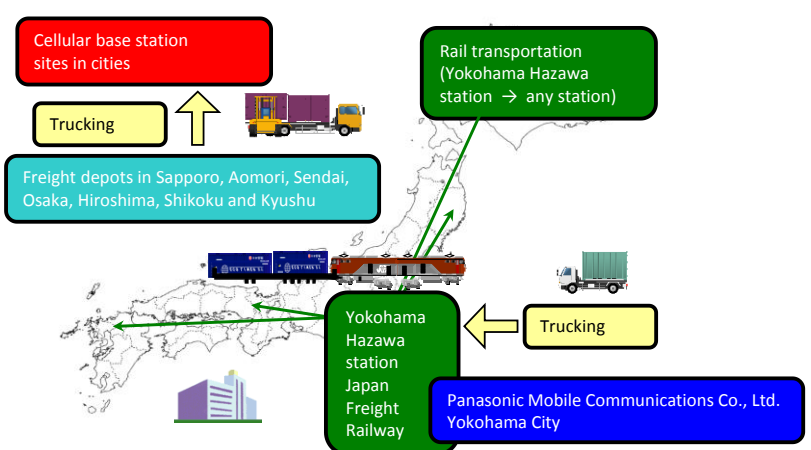 Cellular base station
sites in cities
Trucking
Freight depots in Sapporo, Aomori, Sendai,
Osaka, Hiroshima, Shikoku and Kyushu
Rail transportation
(Yokohama Hazawa
station → any station)
Yokohama
Hazawa
station
Japan
Freight
Railway
Trucking
Panasonic Mobile Communications Co., Ltd.
Yokohama City